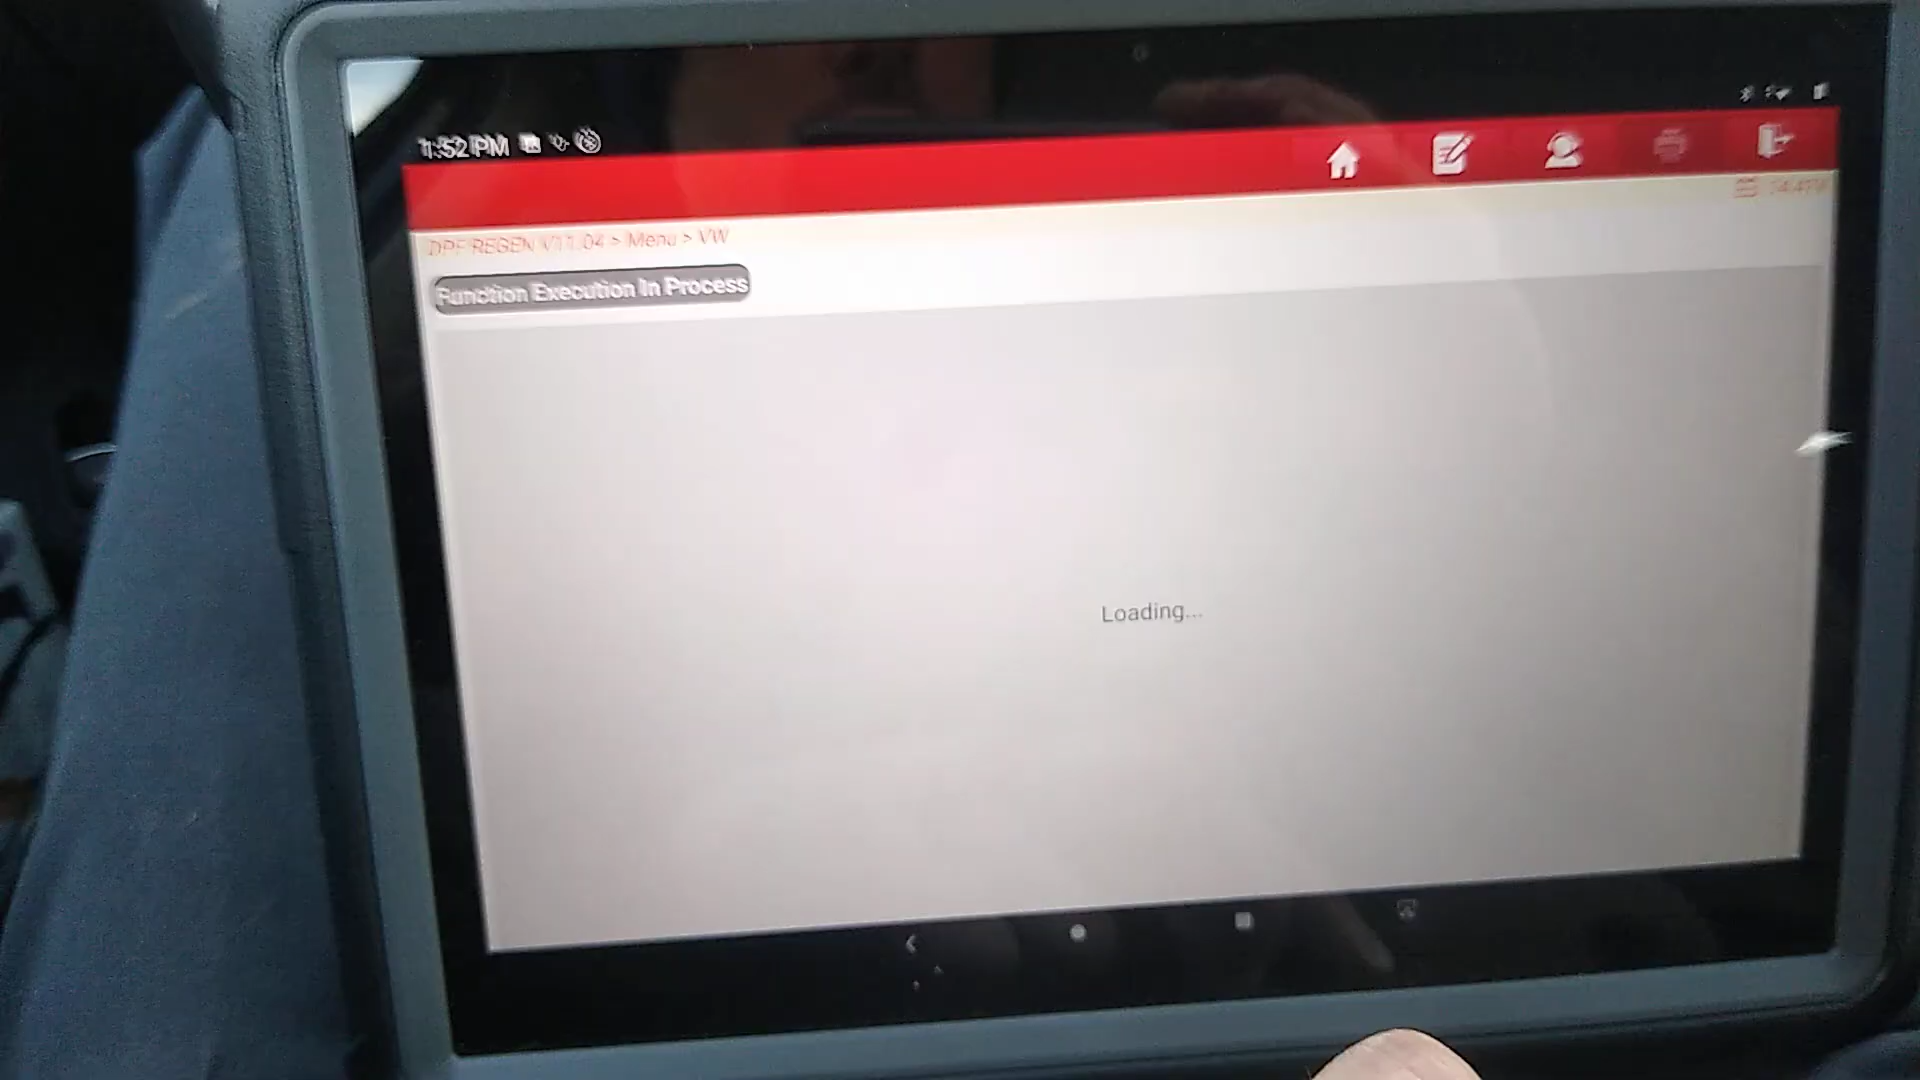 1:52 PM
DPF REGEN V11.04 > Menu > VW
Function Execution In Process
Loading...